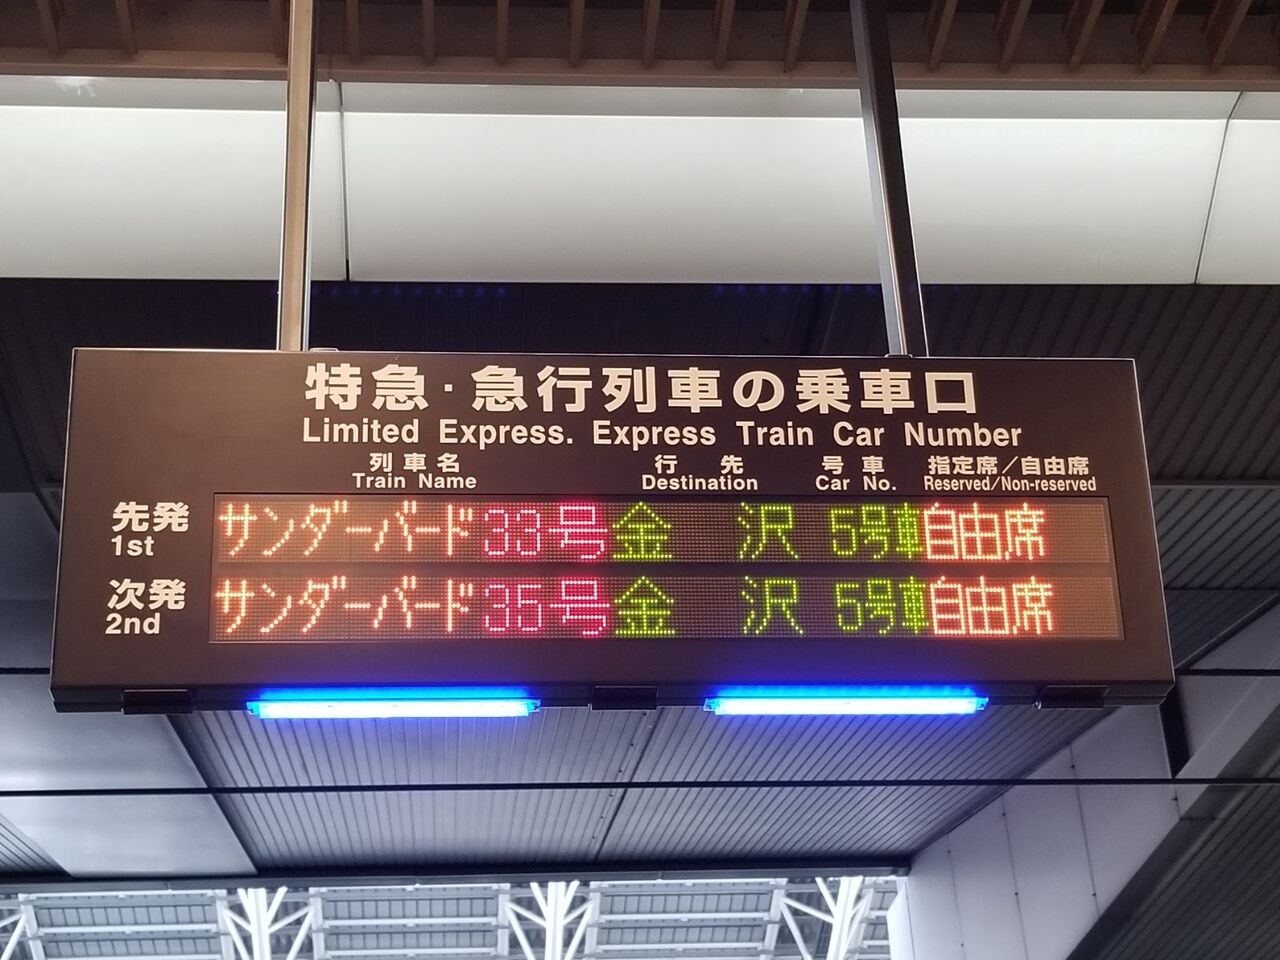 特急・急行列車の乗車口
Limited Express. Express Train Car Number
列車名 行先 号車 指定席／自由席
Train Name Destination Car No. Reserved/Non-reserved
先発 サンダーバード33号 金沢 5号車 自由席
1st
次発 サンダーバード35号 金沢 5号車 自由席
2nd